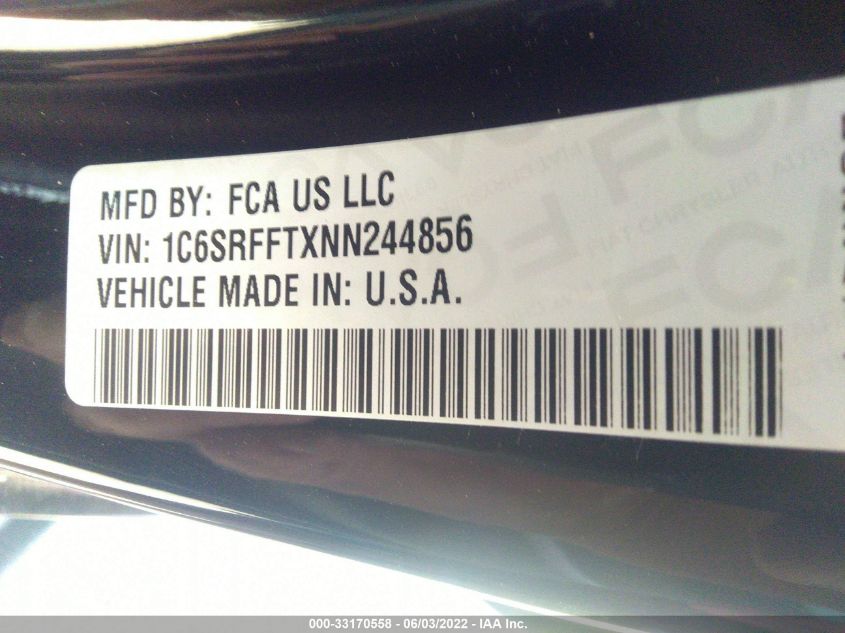 MFD BY: FCA US LLC
VIN: 1C6SRFFTXNN244856
VEHICLE MADE IN: U.S.A.
000-33170558 - 06/03/2022 - IAA Inc.